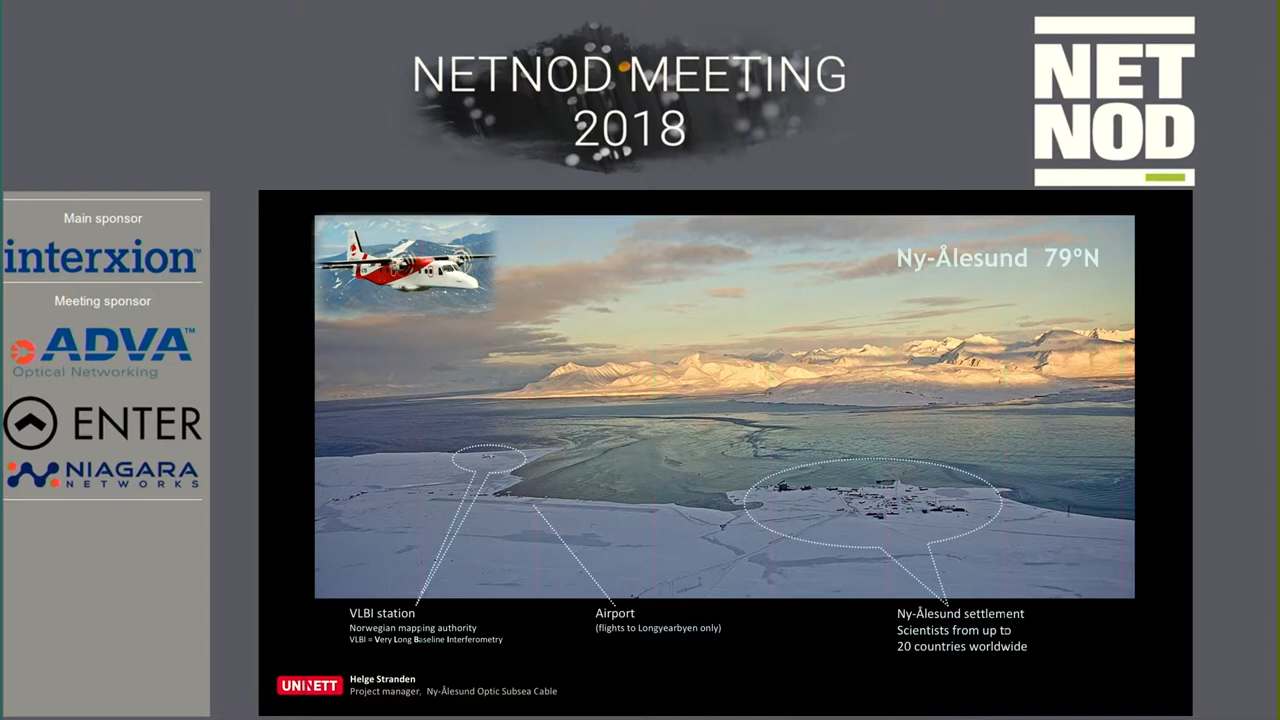 NETNOD MEETING
2018
NET
NOD
Main sponsor
interxion™
Meeting sponsor
ADVA™
Optical Networking
ENTER
NIAGARA
NETWORKS
Ny-Ålesund 79°N
VLBI station
Norwegian mapping authority
VLBI = Very Long Baseline Interferometry
Airport
(flights to Longyearbyen only)
Ny-Ålesund settlement
Scientists from up to
20 countries worldwide
UNINETT
Helge Stranden
Project manager, Ny-Ålesund Optic Subsea Cable